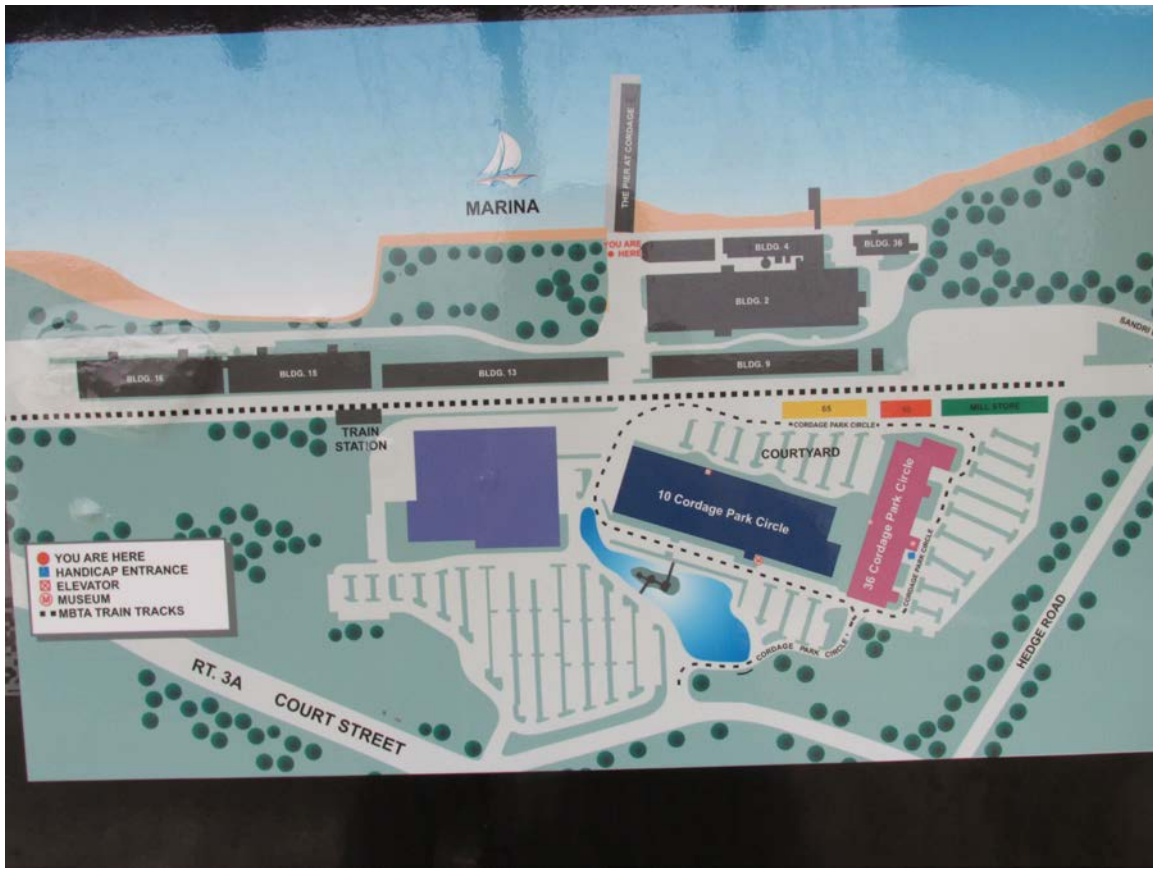 THE PIER AT CORDAGE
MARINA
YOU ARE
HERE
BLDG. 4
BLDG. 36
BLDG. 2
SANDRI
BLDG. 16
BLDG. 15
BLDG. 13
BLDG. 9
TRAIN
STATION
MILL STORE
CORDAGE PARK CIRCLE
COURTYARD
10 Cordage Park Circle
36 Cordage Park Circle
CORDAGE PARK CIRCLE
CORDAGE PARK CIRCLE
HEDGE ROAD
YOU ARE HERE
HANDICAP ENTRANCE
ELEVATOR
M MUSEUM
MBTA TRAIN TRACKS
RT. 3A COURT STREET